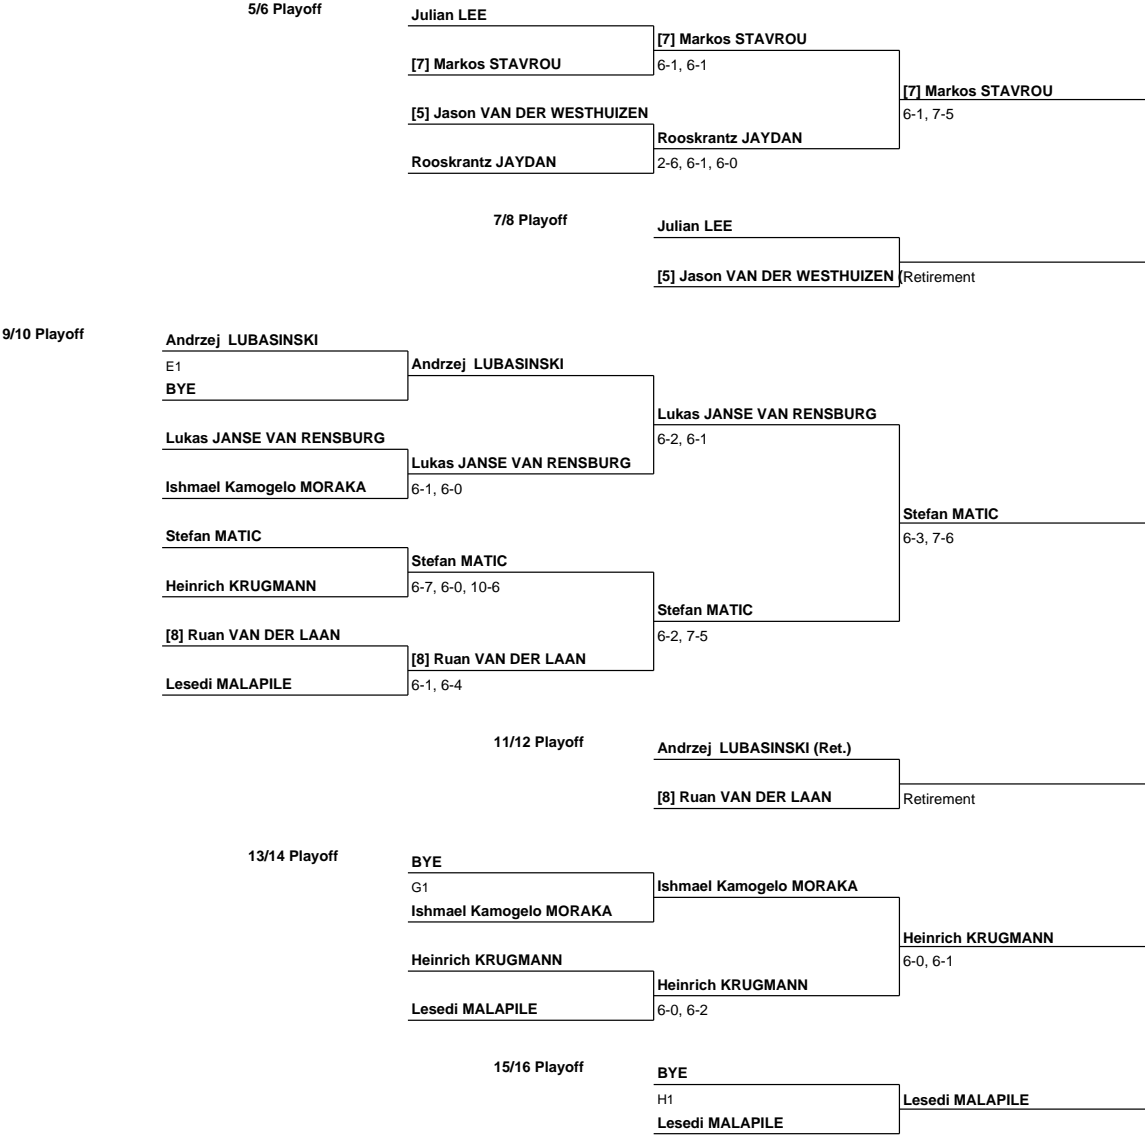 5/6 Playoff
Julian LEE
[7] Markos STAVROU
[7] Markos STAVROU
6-1, 6-1
[7] Markos STAVROU
6-1, 7-5
[5] Jason VAN DER WESTHUIZEN
Rooskrantz JAYDAN
Rooskrantz JAYDAN
2-6, 6-1, 6-0
7/8 Playoff
Julian LEE
[5] Jason VAN DER WESTHUIZEN (
Retirement
9/10 Playoff
Andrzej LUBASINSKI
E1
Andrzej LUBASINSKI
BYE
Lukas JANSE VAN RENSBURG
6-2, 6-1
Lukas JANSE VAN RENSBURG
Lukas JANSE VAN RENSBURG
Ishmael Kamogelo MORAKA
6-1, 6-0
Stefan MATIC
6-3, 7-6
Stefan MATIC
Stefan MATIC
Heinrich KRUGMANN
6-7, 6-0, 10-6
Stefan MATIC
6-2, 7-5
[8] Ruan VAN DER LAAN
[8] Ruan VAN DER LAAN
Lesedi MALAPILE
6-1, 6-4
11/12 Playoff
Andrzej LUBASINSKI (Ret.)
[8] Ruan VAN DER LAAN
Retirement
13/14 Playoff
BYE
G1
Ishmael Kamogelo MORAKA
Ishmael Kamogelo MORAKA
Heinrich KRUGMANN
6-0, 6-1
Heinrich KRUGMANN
Heinrich KRUGMANN
Lesedi MALAPILE
6-0, 6-2
15/16 Playoff
BYE
H1
Lesedi MALAPILE
Lesedi MALAPILE